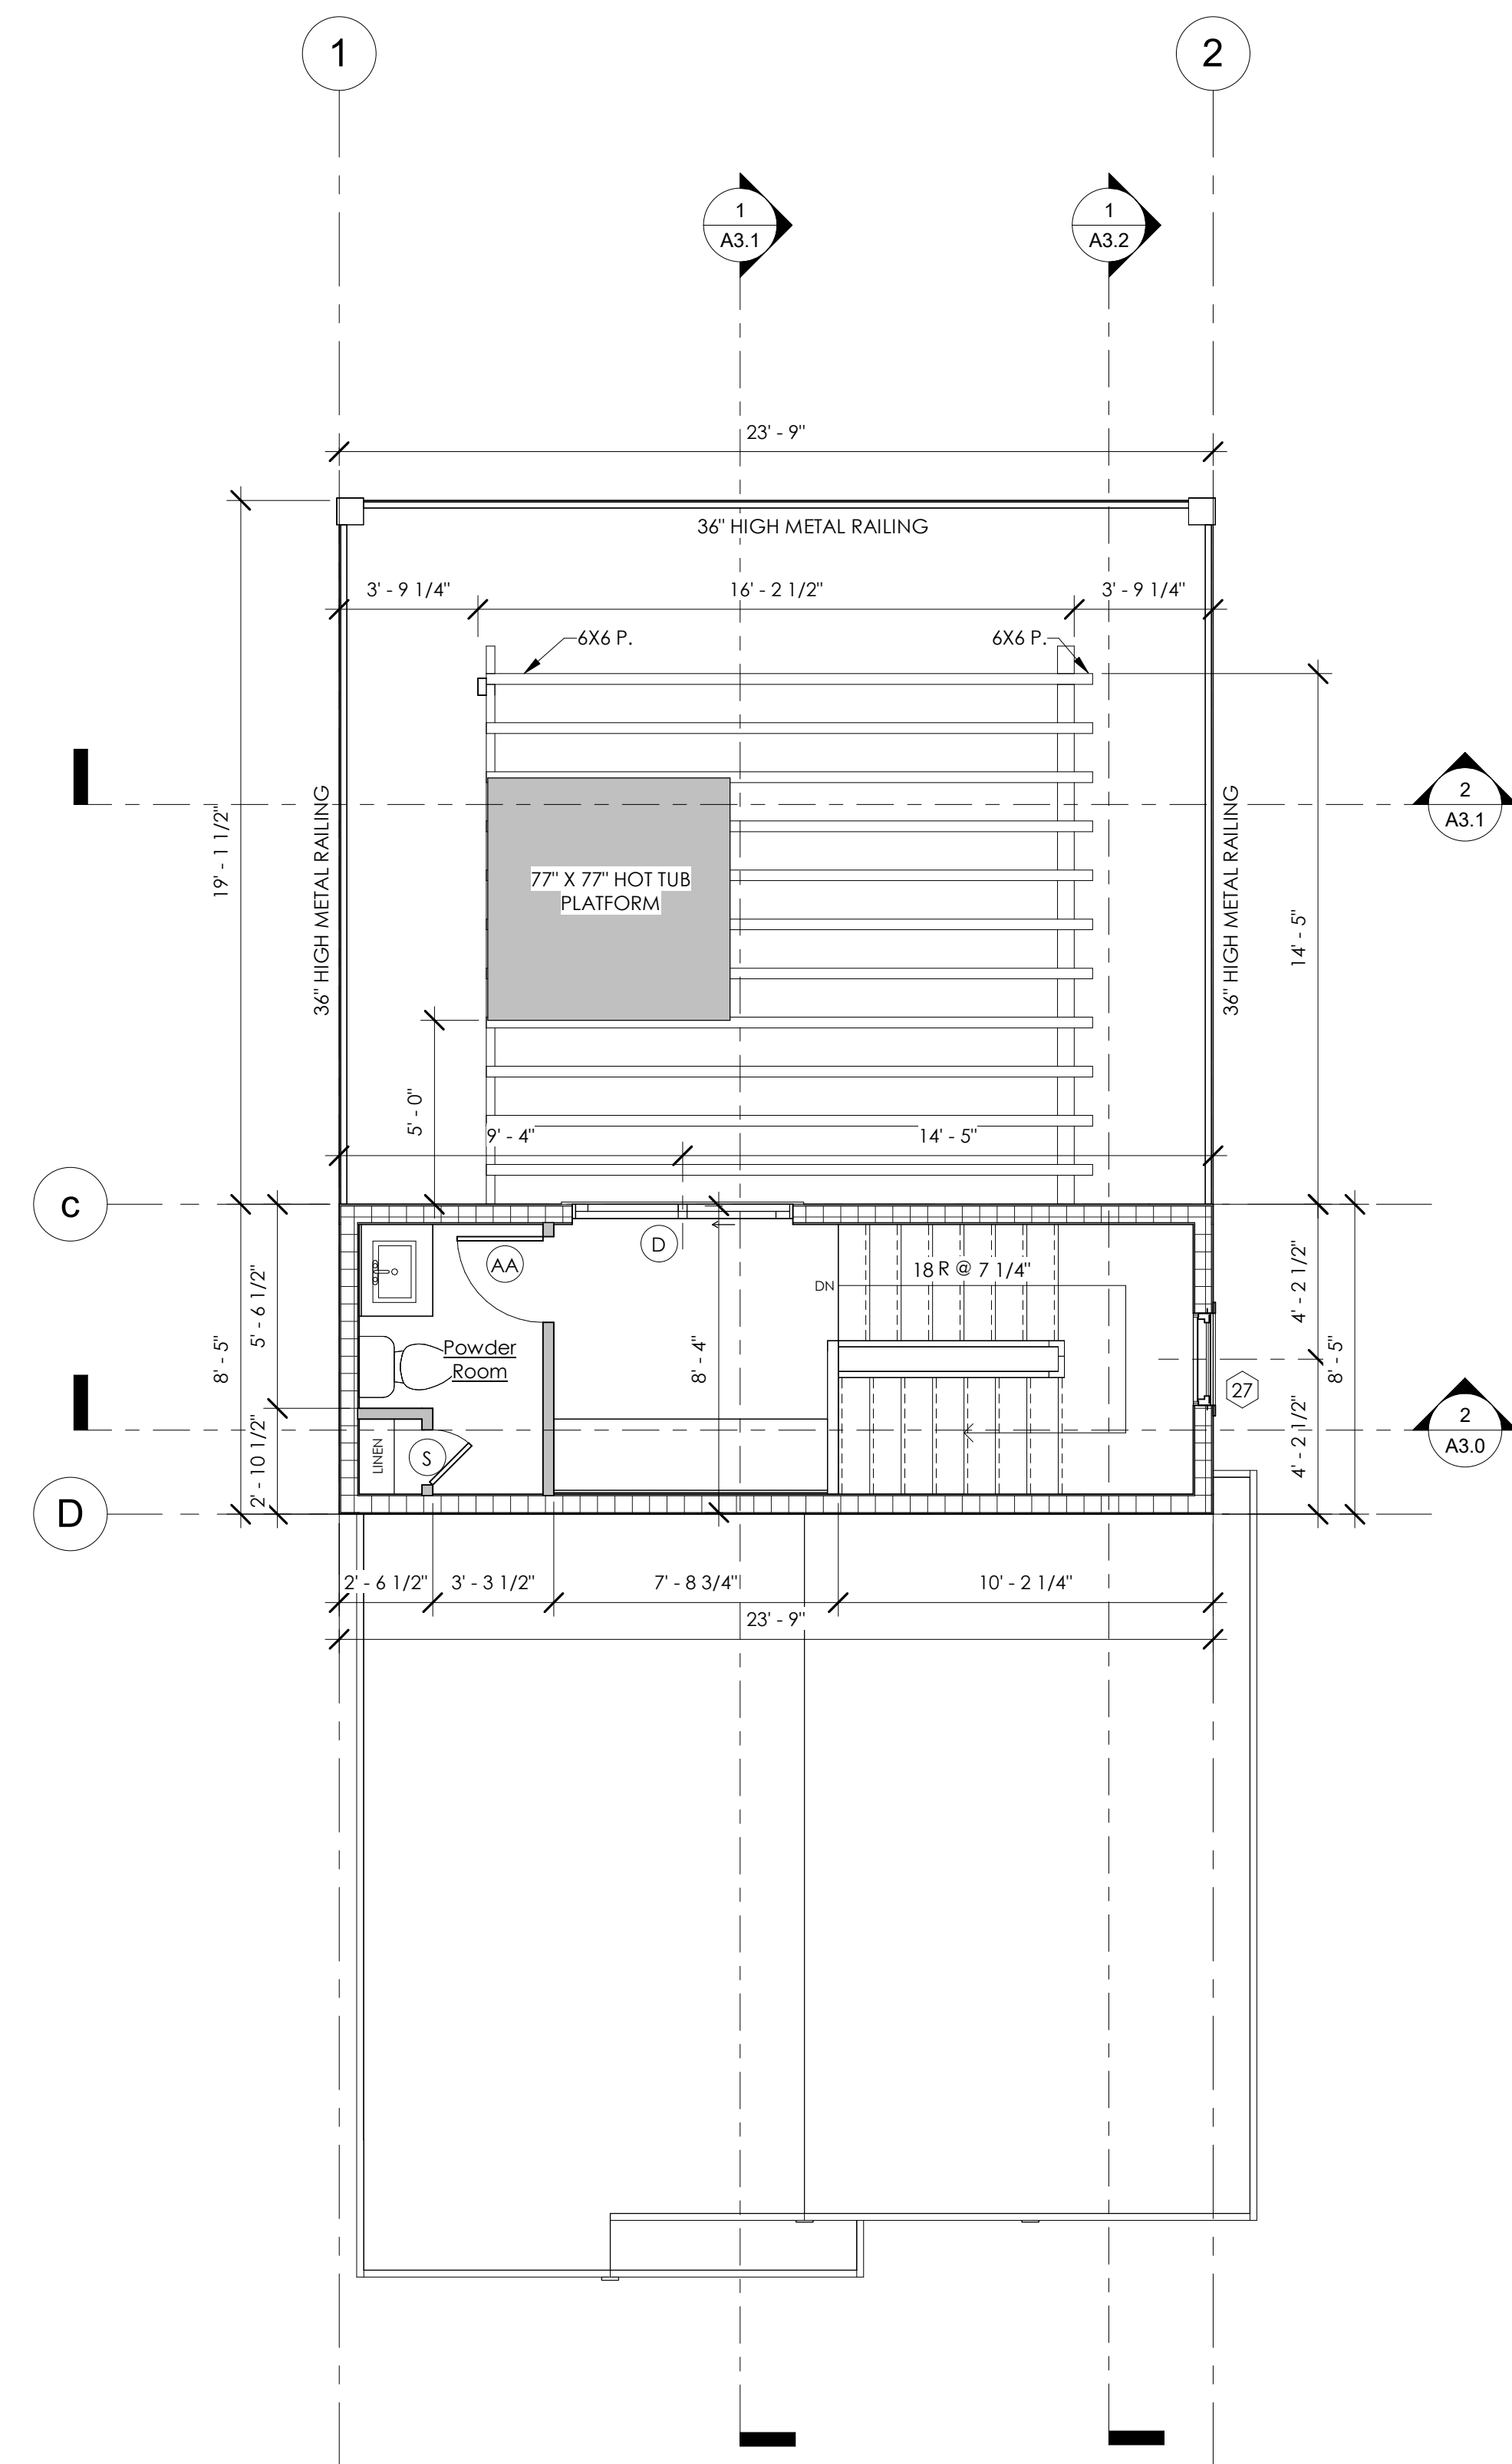 1
2
1
A3.1
1
A3.2
23' - 9"
36" HIGH METAL RAILING
3' - 9 1/4"
16' - 2 1/2"
3' - 9 1/4"
6X6 P.
6X6 P.
2
A3.1
19' - 1 1/2"
36" HIGH METAL RAILING
77" X 77" HOT TUB
PLATFORM
36" HIGH METAL RAILING
14' - 5"
5' - 0"
9' - 4"
14' - 5"
C
D
AA
18 R @ 7 1/4"
DN
5' - 6 1/2"
8' - 5"
Powder
Room
8' - 4"
4' - 2 1/2"
8' - 5"
27
2
A3.0
LINEN
S
2' - 10 1/2"
4' - 2 1/2"
D
2' - 6 1/2"
3' - 3 1/2"
7' - 8 3/4"
10' - 2 1/4"
23' - 9"